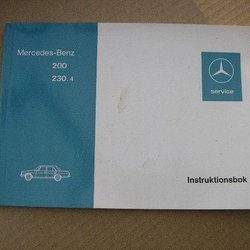 Mercedes-Benz
200
230.4
service
Instruktionsbok